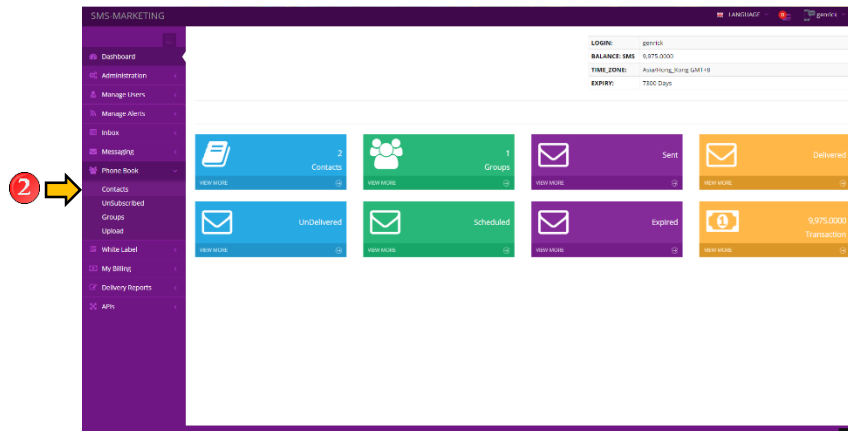 SMS-MARKETING
LANGUAGE
genrick
Dashboard
Administration
Manage Users
Manage Alerts
Inbox
Messaging
Phone Book
2
Contacts
UnSubscribed
Groups
Upload
White Label
My Billing
Delivery Reports
APIs
LOGIN: genrick
BALANCE: SMS 9,975.0000
TIME_ZONE: Asia/Hong_Kong GMT+8
EXPIRY: 7300 Days
2
Contacts
VIEW MORE
1
Groups
VIEW MORE
Sent
VIEW MORE
Delivered
VIEW MORE
UnDelivered
VIEW MORE
Scheduled
VIEW MORE
Expired
VIEW MORE
9,975.0000
Transaction
VIEW MORE